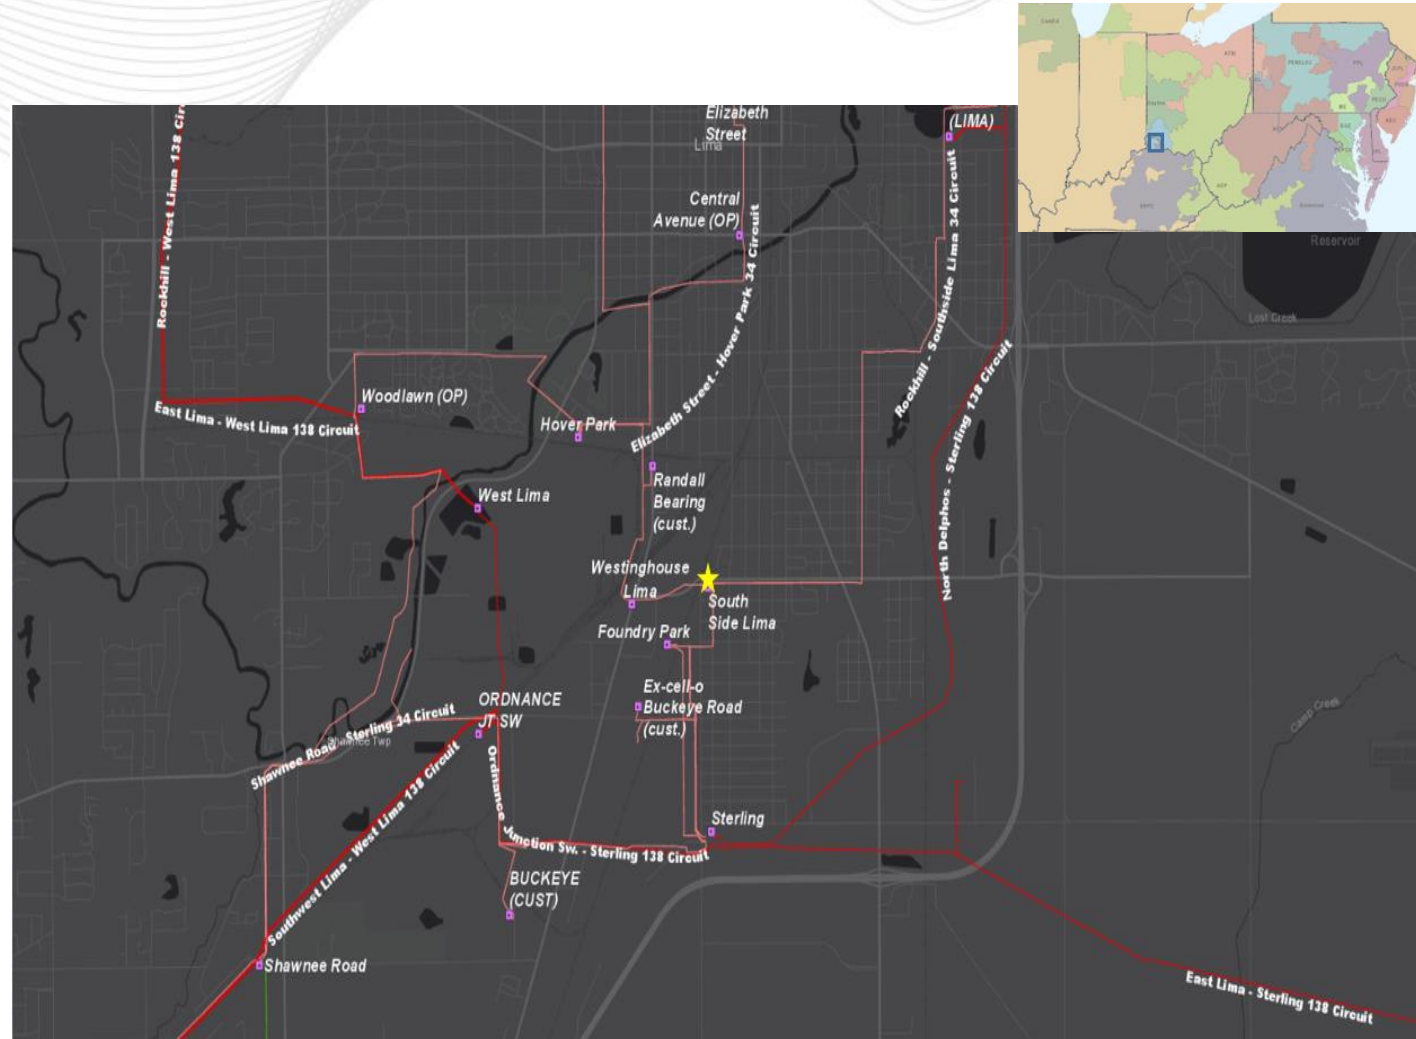 Elizabeth
Street
Lima
(LIMA)
Central
Avenue (OP)
Reservoir
Lost Creek
Rockhill - West Lima 138 Cir
Elizabeth Street - Hover Park 34 Circuit
Rockhill - Southside Lima 34 Circuit
North Delphos - Sterling 138 Circuit
Woodlawn (OP)
East Lima - West Lima 138 Circuit
Hover Park
Randall
Bearing
(cust.)
West Lima
Westinghouse
Lima
South
Side Lima
Foundry Park
Ex-cell-o
Buckeye Road
(cust.)
ORDNANCE
JT SW
Shawnee Road - Sterling 34 Circuit
Shawnee Twp
Camp Creek
Southwest Lima - West Lima 138 Circuit
Ordnance Junction Sw. - Sterling 138 Circuit
Sterling
BUCKEYE
(CUST)
Shawnee Road
East Lima - Sterling 138 Circuit